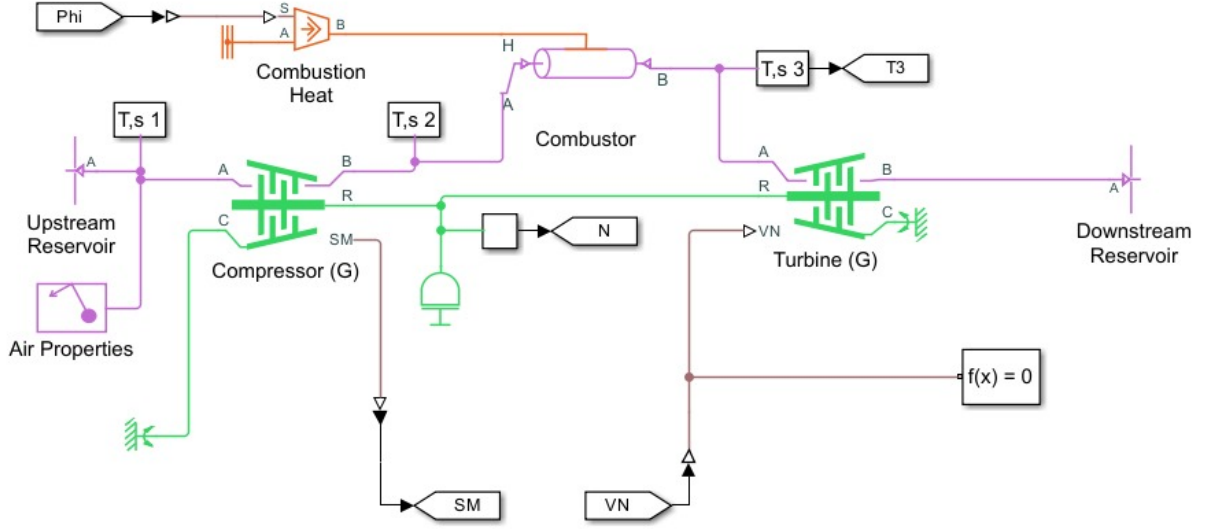 Phi
S
A
B
Combustion
Heat
H
A
B
Combustor
T,s 3
T3
T,s 1
T,s 2
A
Upstream
Reservoir
A
B
R
C
SM
Compressor (G)
N
A
B
R
C
VN
Turbine (G)
A
Downstream
Reservoir
Air Properties
f(x) = 0
SM
VN